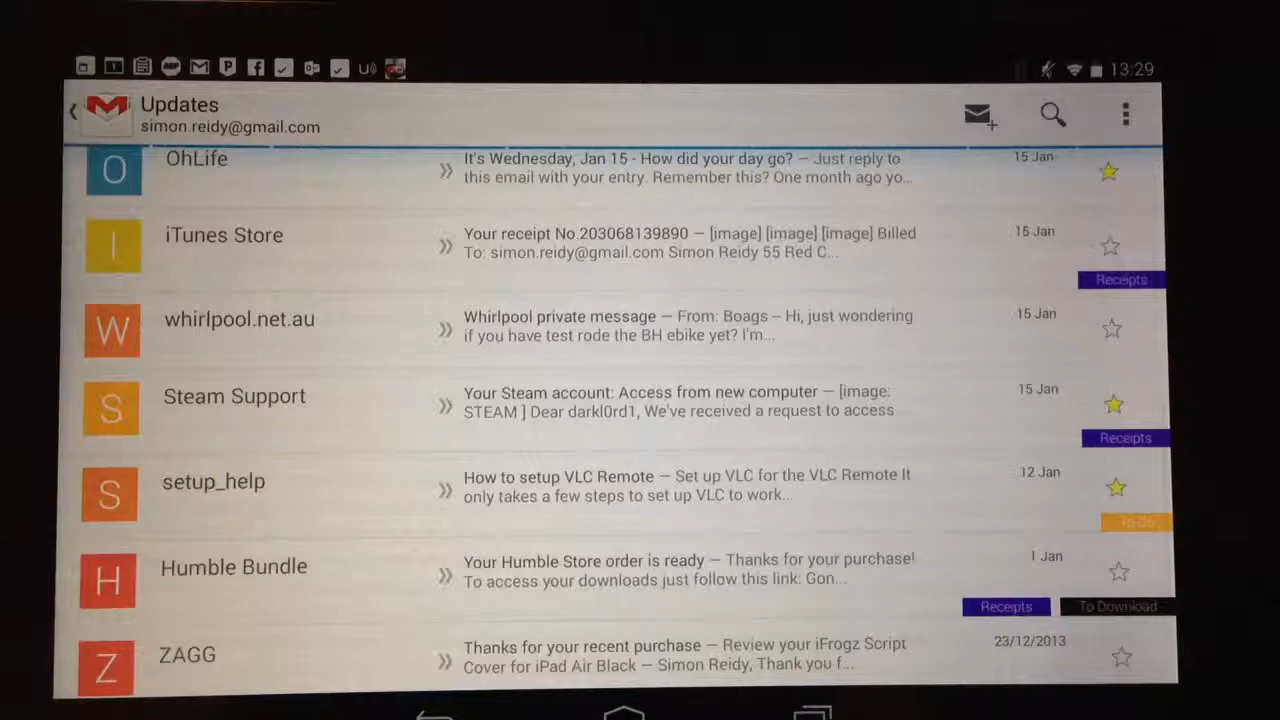 13:29
Updates
simon.reidy@gmail.com
O OhLife
It's Wednesday, Jan 15 - How did your day go? – Just reply to
this email with your entry. Remember this? One month ago yo...
15 Jan
I iTunes Store
Your receipt No.203068139890 – [image] [image] [image] Billed
To: simon.reidy@gmail.com Simon Reidy 55 Red C...
15 Jan
Receipts
W whirlpool.net.au
Whirlpool private message – From: Boags – Hi, just wondering
if you have test rode the BH ebike yet? I'm...
15 Jan
S Steam Support
Your Steam account: Access from new computer – [image:
STEAM ] Dear darkl0rd1, We've received a request to access
15 Jan
Receipts
S setup_help
How to setup VLC Remote – Set up VLC for the VLC Remote It
only takes a few steps to set up VLC to work...
12 Jan
H Humble Bundle
Your Humble Store order is ready – Thanks for your purchase!
To access your downloads just follow this link: Gon...
1 Jan
Receipts To Download
Z ZAGG
Thanks for your recent purchase – Review your iFrogz Script
Cover for iPad Air Black – Simon Reidy, Thank you f...
23/12/2013